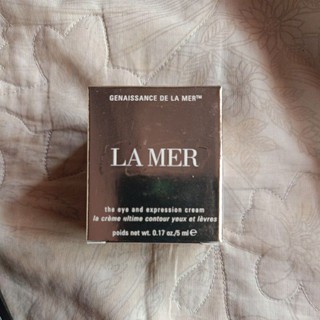 GENAISSANCE DE LA MER™
LA MER
the eye and expression cream
la crème ultime contour yeux et lèvres
poids net wt. 0.17 oz./5 ml ℮